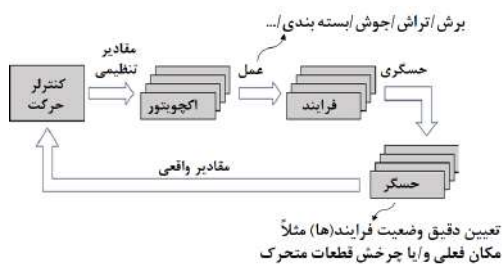 برش/تراش/جوش/بسته بندی/...
مقادیر
تنظیمی
عمل
حسگری
کنترلر
حرکت
اکچویتور
فرایند
مقادیر واقعی
حسگر
تعیین دقیق وضعیت فرایند(ها) مثلاً
مکان فعلی و/یا چرخش قطعات متحرک